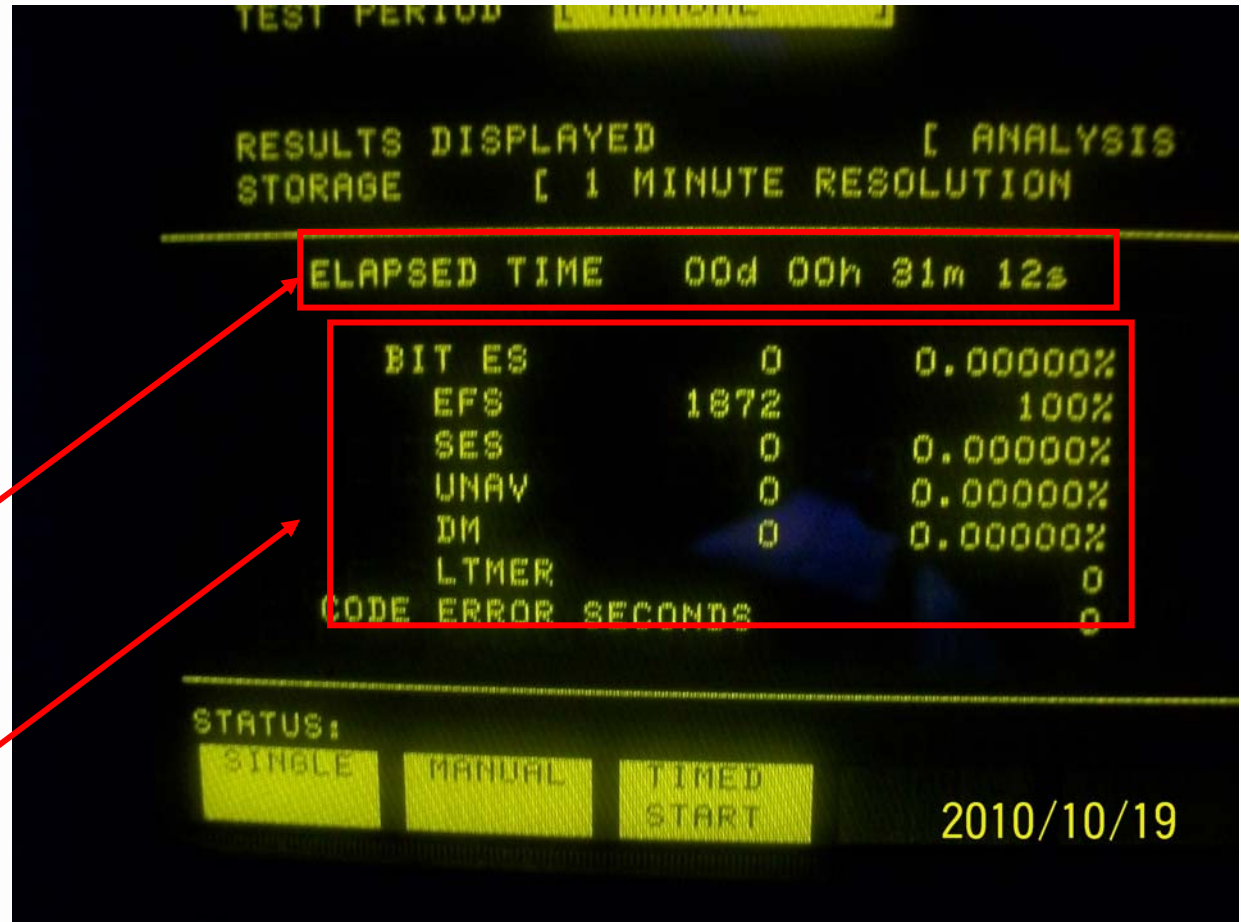 TEST PERIOD [ MANUAL ]
RESULTS DISPLAYED [ ANALYSIS
STORAGE [ 1 MINUTE RESOLUTION
ELAPSED TIME 00d 00h 31m 12s
BIT ES 0 0.00000%
EFS 1872 100%
SES 0 0.00000%
UNAV 0 0.00000%
DM 0 0.00000%
LTMER 0
CODE ERROR SECONDS 0
STATUS:
SINGLE MANUAL TIMED START
2010/10/19